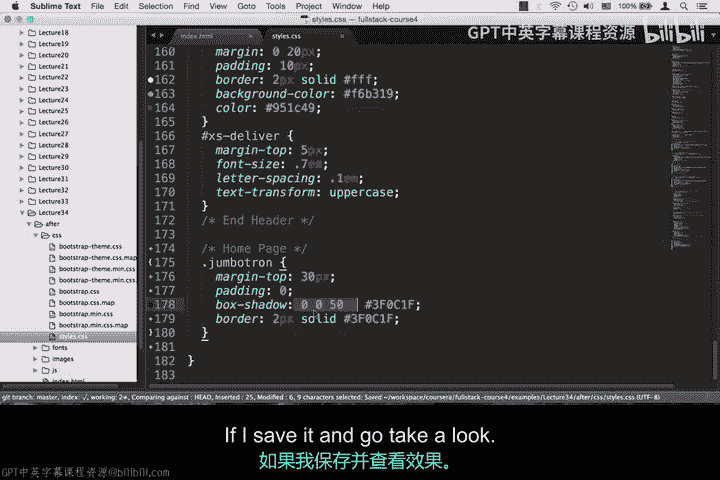 Sublime Text File Edit Selection Find View Goto Tools Project Window Help 100%
styles.css — fullstack-course4
GPT中英字幕课程资源 bilibili
index.html
styles.css
Lecture18
Lecture19
Lecture20
Lecture21
Lecture22
Lecture23
Lecture24
Lecture25
Lecture26
Lecture27
Lecture28
Lecture29
Lecture30
Lecture31
Lecture32
Lecture33
Lecture34
after
css
bootstrap-theme.css
bootstrap-theme.css.map
bootstrap-theme.min.css
bootstrap-theme.min.css
bootstrap.css
bootstrap.css.map
bootstrap.min.css
bootstrap.min.css.map
styles.css
fonts
images
js
index.html
160 margin: 0 20px;
161 padding: 10px;
162 border: 2px solid #fff;
163 background-color: #f6b319;
164 color: #951c49;
165 }
166 #xs-deliver {
167 margin-top: 5px;
168 font-size: .7em;
169 letter-spacing: .1em;
170 text-transform: uppercase;
171 }
172 /* End Header */
173
174 /* Home Page */
175 .jumbotron {
176 margin-top: 30px;
177 padding: 0;
178 box-shadow: 0 0 50 #3F0C1F;
179 border: 2px solid #3F0C1F;
180 }
181
182 }
183
git branch: master, index: √, working: 2≠, Comparing against : HEAD, Inserted : 25, Modified : 6, 9 characters selected: Saved ~/workspace/coursera/fullstack-course4/examples/Lecture34/after/css/styles.css (UTF-8)
If I save it and go take a look.
如果我保存并查看效果。
GPT中英字幕课程资源@bilibili.com